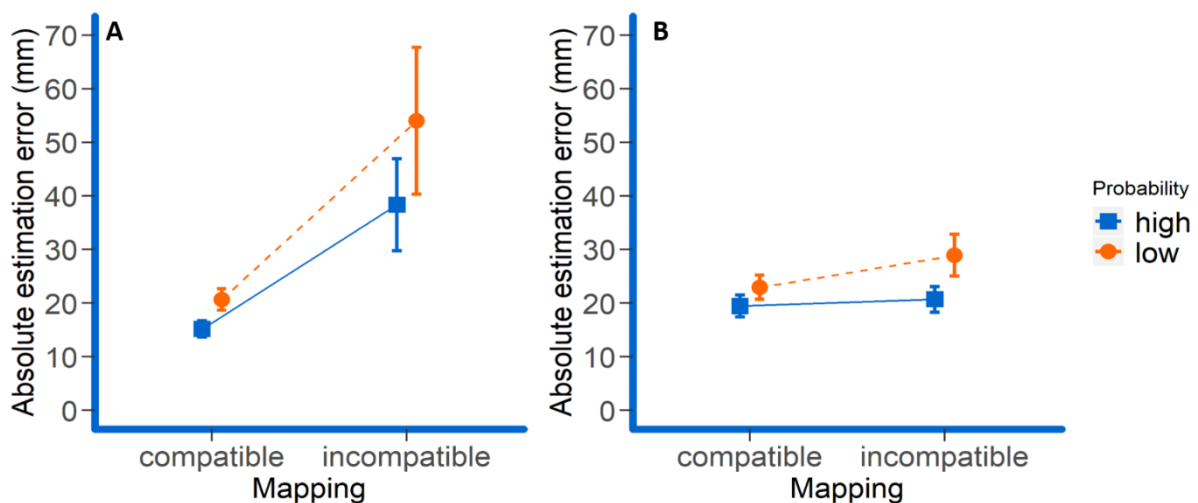 A
Absolute estimation error (mm)
70
60
50
40
30
20
10
0
compatible incompatible
Mapping
B
Absolute estimation error (mm)
70
60
50
40
30
20
10
0
compatible incompatible
Mapping
Probability
high
low